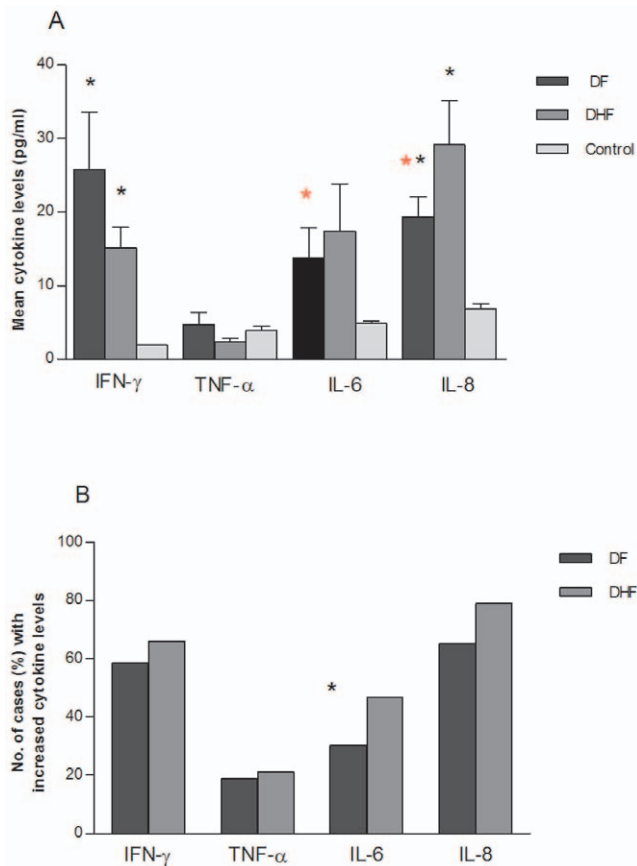 A
40
30
20
10
0
Mean cytokine levels (pg/ml)
* * * * *
IFN-γ TNF-α IL-6 IL-8
DF
DHF
Control
B
100
80
60
40
20
0
No. of cases (%) with
increased cytokine levels
*
IFN-γ TNF-α IL-6 IL-8
DF
DHF